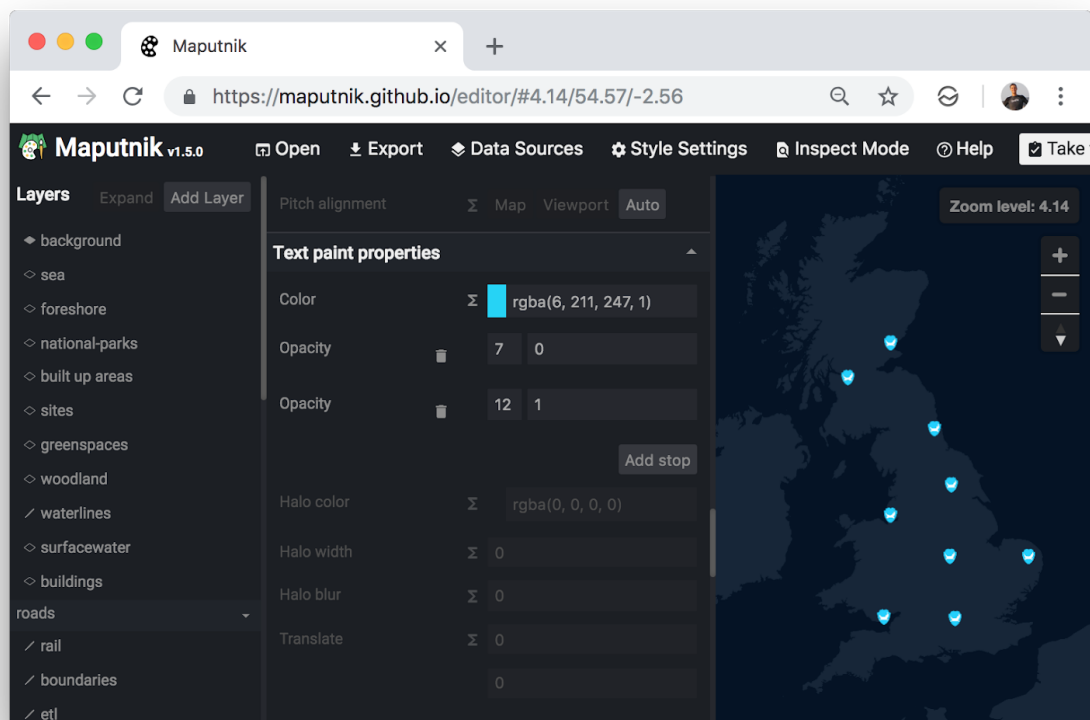 Maputnik
https://maputnik.github.io/editor/#4.14/54.57/-2.56
Maputnik v1.5.0 Open Export Data Sources Style Settings Inspect Mode Help Take
Layers Expand Add Layer
background
sea
foreshore
national-parks
built up areas
sites
greenspaces
woodland
waterlines
surfacewater
buildings
roads
rail
boundaries
etl
Pitch alignment Σ Map Viewport Auto
Text paint properties
Color Σ rgba(6, 211, 247, 1)
Opacity 7 0
Opacity 12 1
Add stop
Halo color Σ rgba(0, 0, 0, 0)
Halo width Σ 0
Halo blur Σ 0
Translate Σ 0
0
Zoom level: 4.14